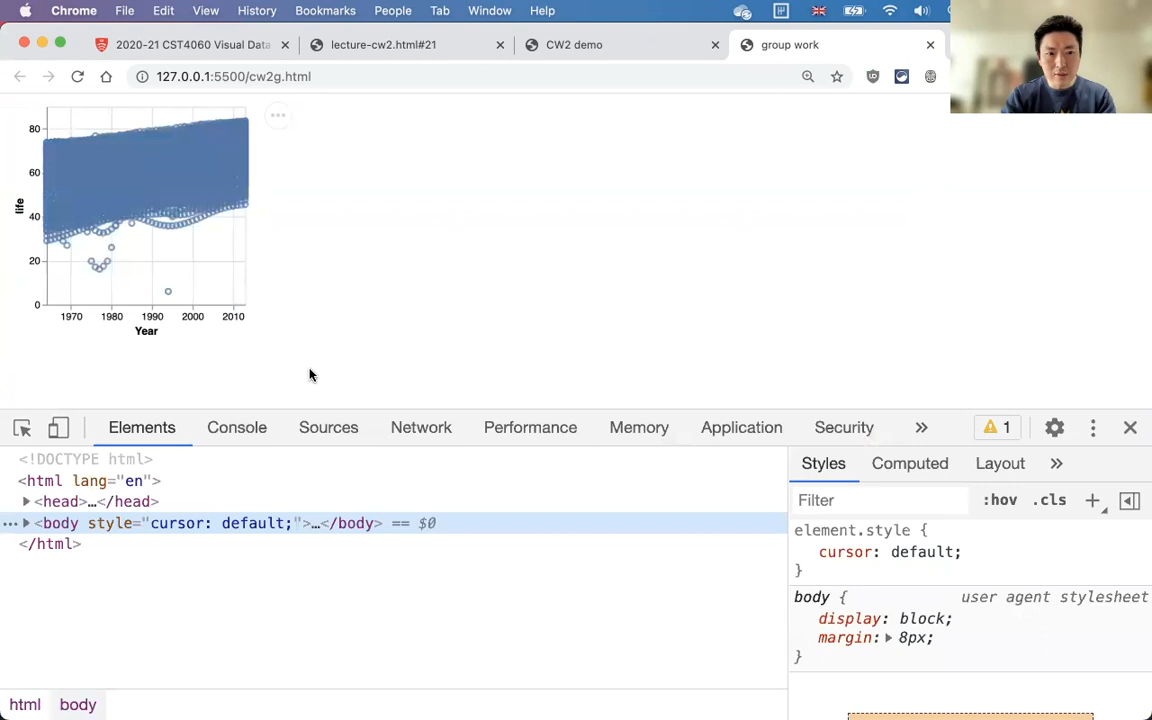 Chrome File Edit View History Bookmarks People Tab Window Help
2020-21 CST4060 Visual Data
lecture-cw2.html#21
CW2 demo
group work
127.0.0.1:5500/cw2g.html
80
60
40
20
0
life
1970 1980 1990 2000 2010
Year
Elements Console Sources Network Performance Memory Application Security » 1
<!DOCTYPE html>
<html lang="en">
<head>…</head>
<body style="cursor: default;">…</body> == $0
</html>
html body
Styles Computed Layout »
Filter :hov .cls +
element.style {
cursor: default;
}
body { user agent stylesheet
display: block;
margin: 8px;
}